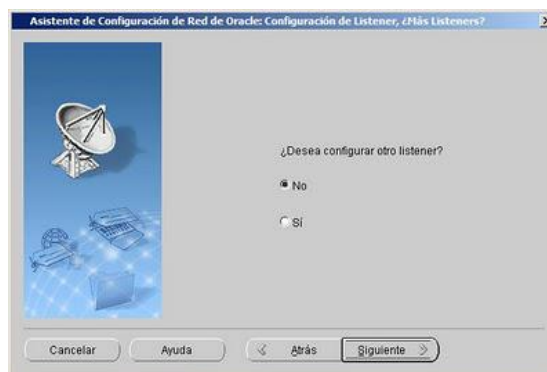 Asistente de Configuración de Red de Oracle: Configuración de Listener, ¿Más Listeners?
¿Desea configurar otro listener?
No
Sí
Cancelar
Ayuda
Atrás
Siguiente